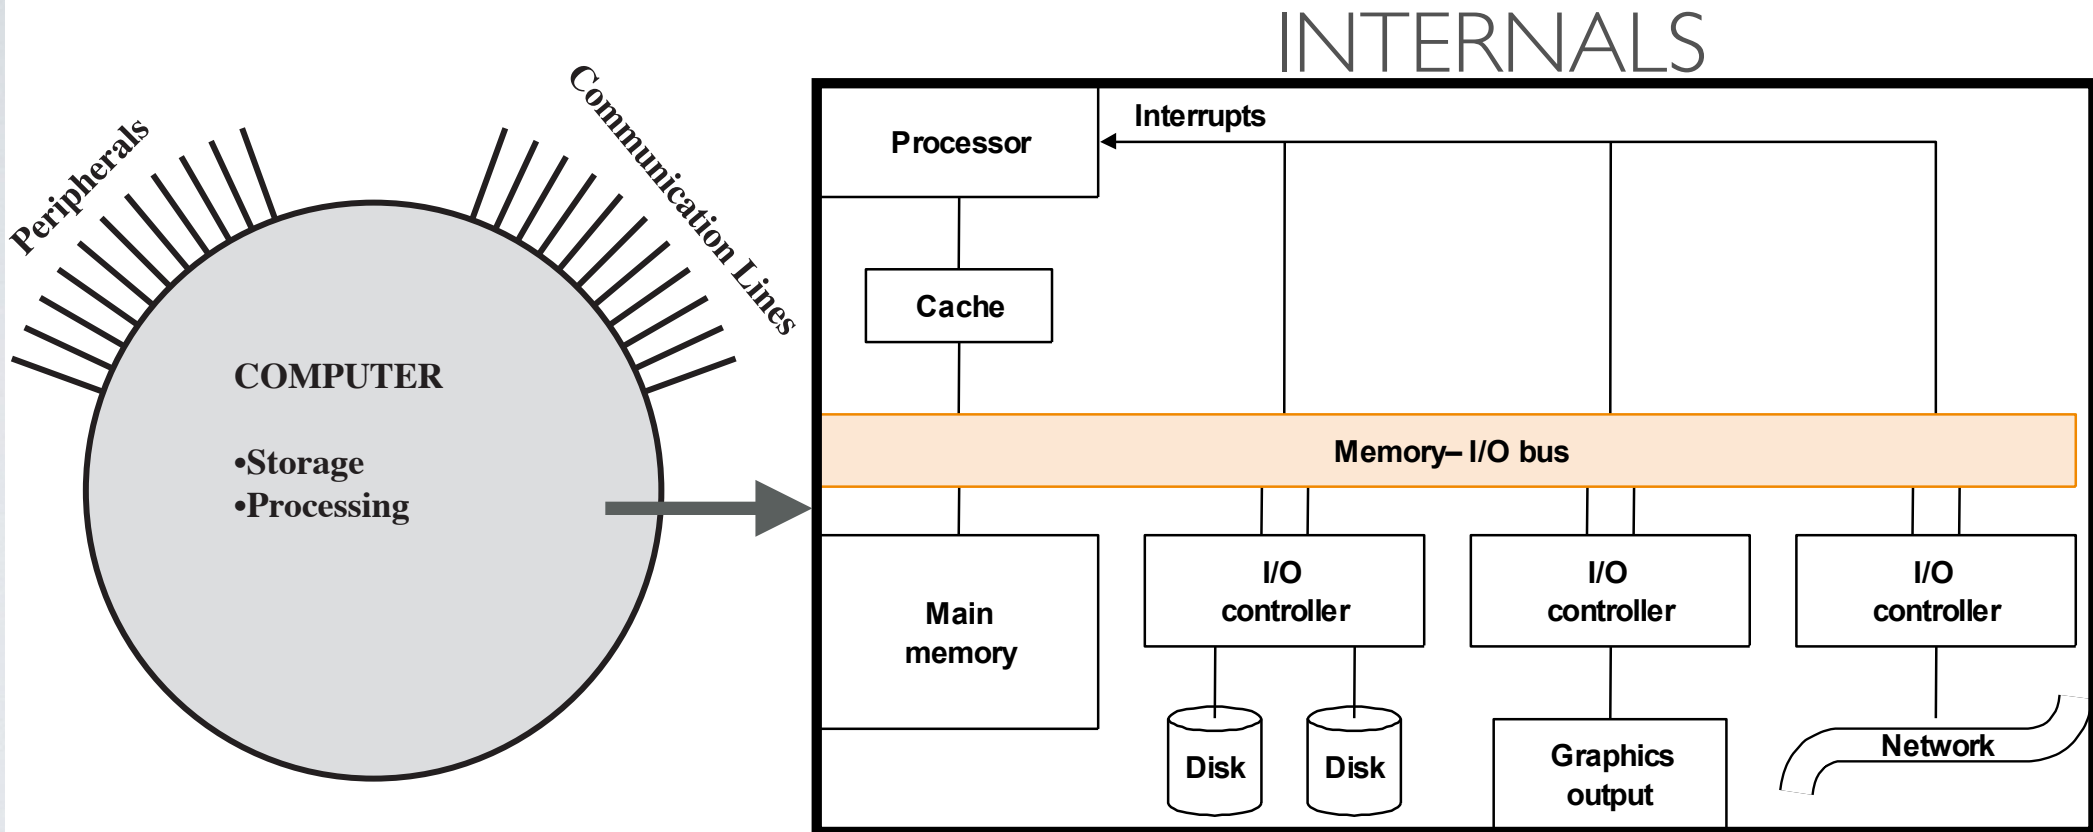 INTERNALS
Peripherals
Communication Lines
COMPUTER
•Storage
•Processing
Processor
Interrupts
Cache
Memory– I/O bus
Main
memory
I/O
controller
I/O
controller
I/O
controller
Disk
Disk
Graphics
output
Network